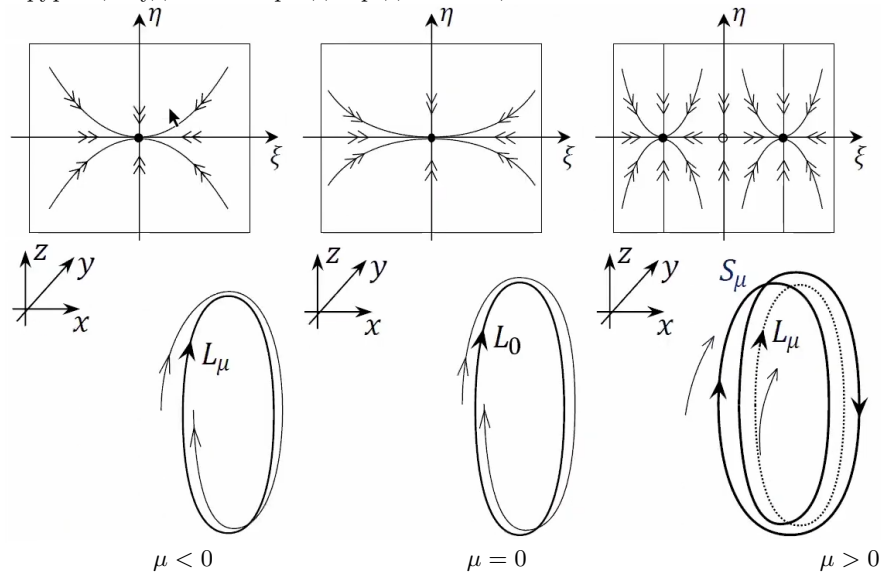 η η η
ξ ξ ξ
z y x z y x z y x
S_μ
L_μ L_0 L_μ
μ < 0 μ = 0 μ > 0